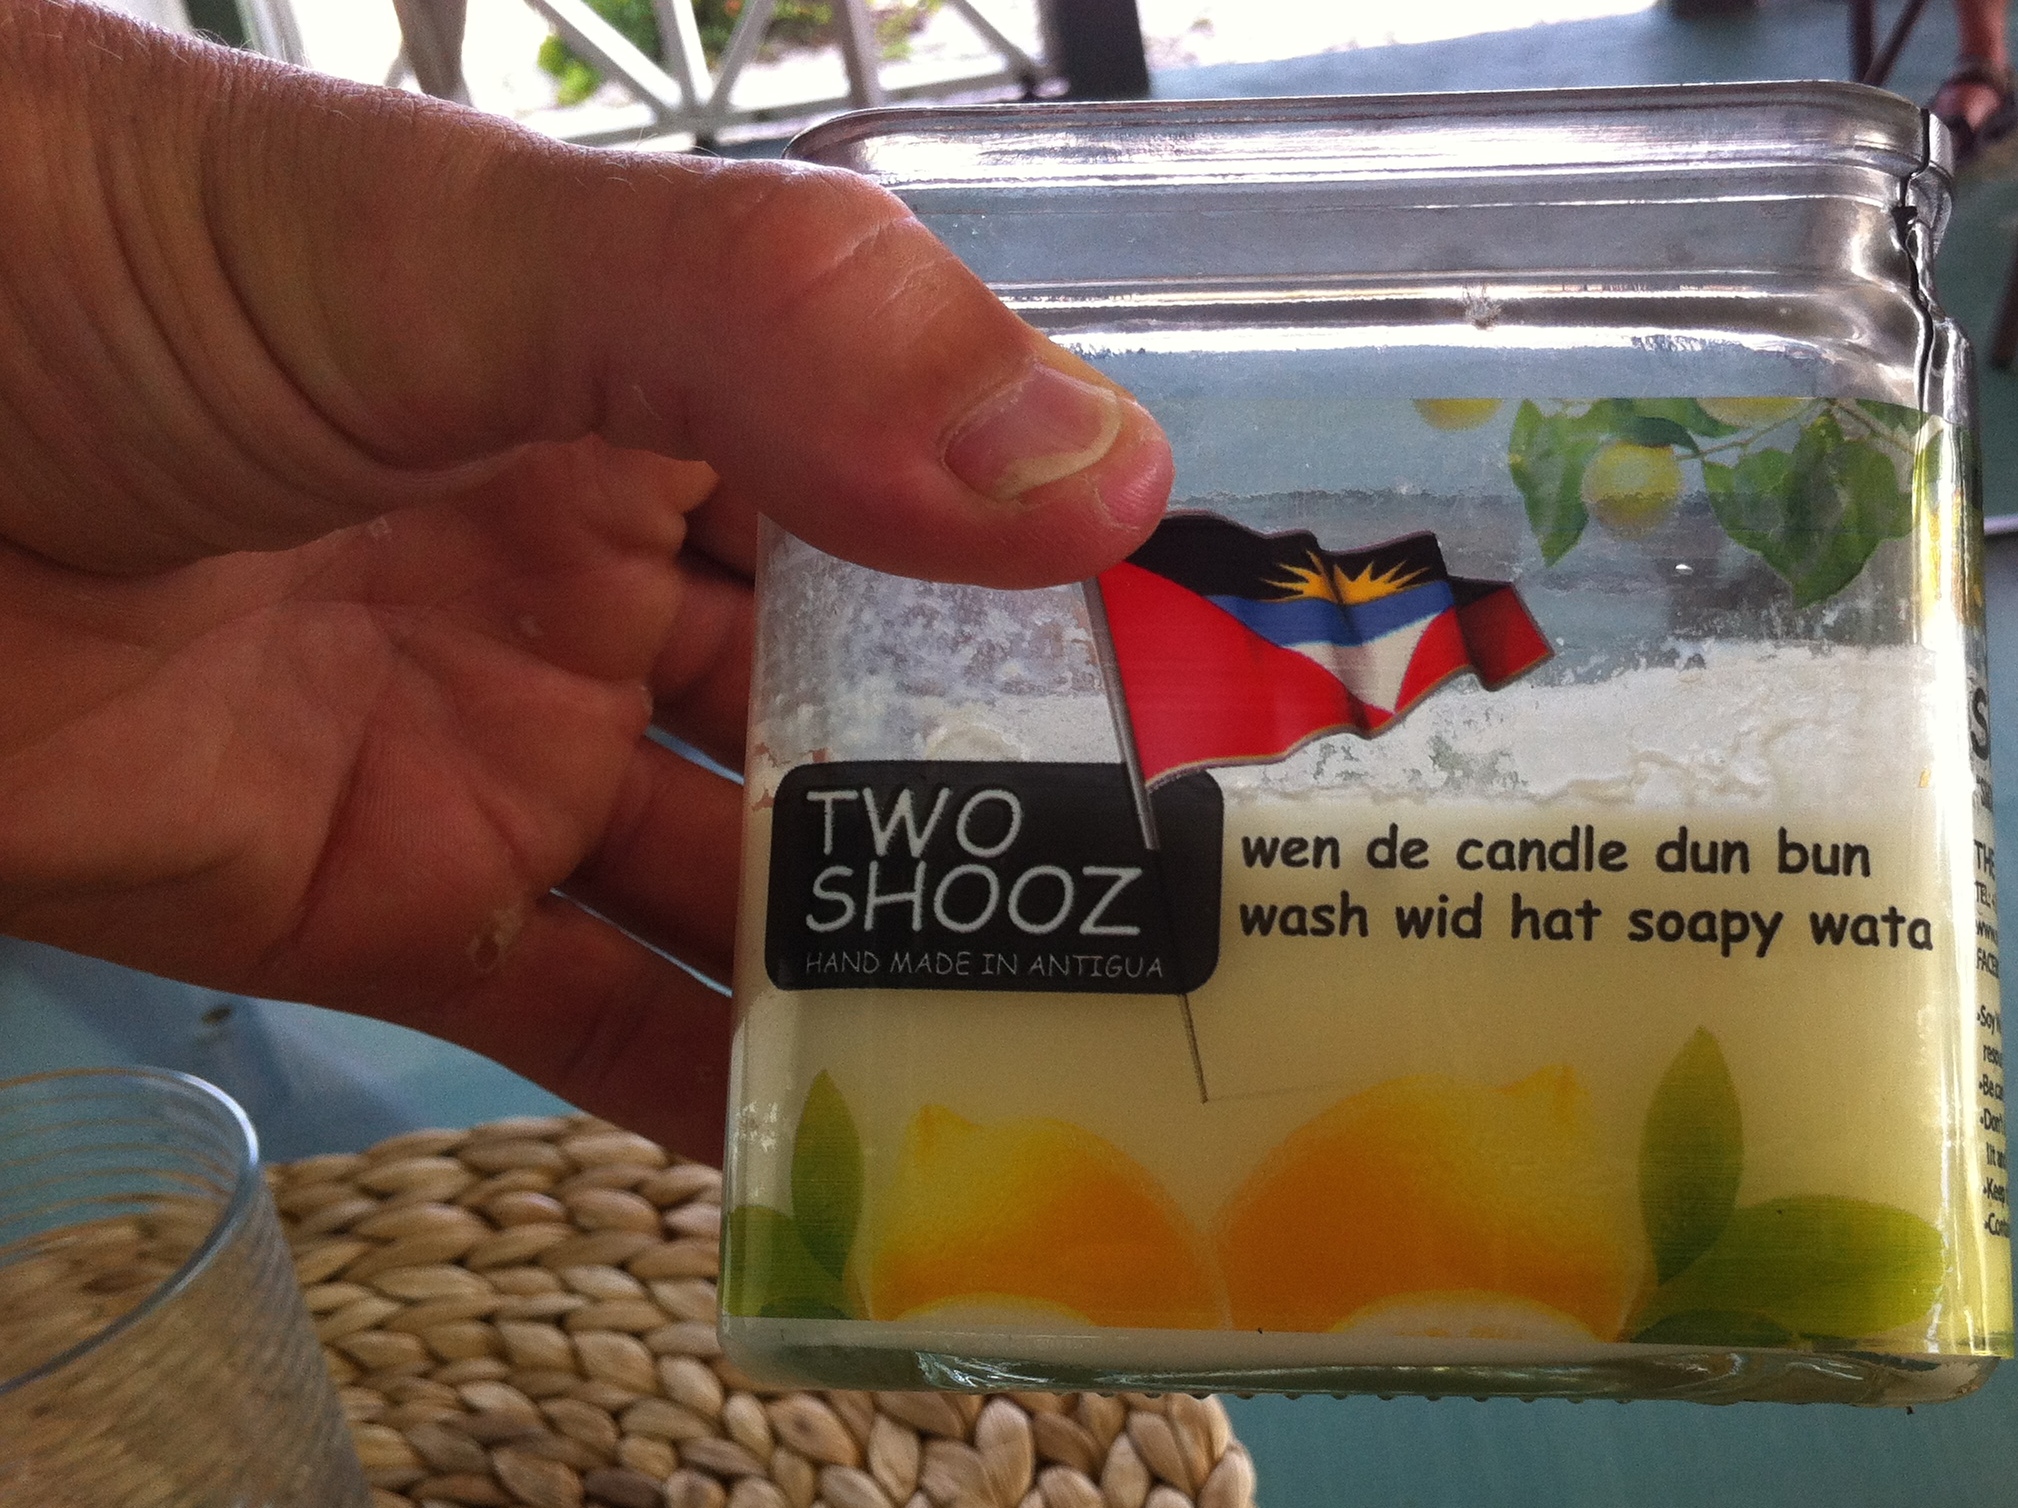 TWO
SHOOZ
HAND MADE IN ANTIGUA
wen de candle dun bun
wash wid hat soapy wata